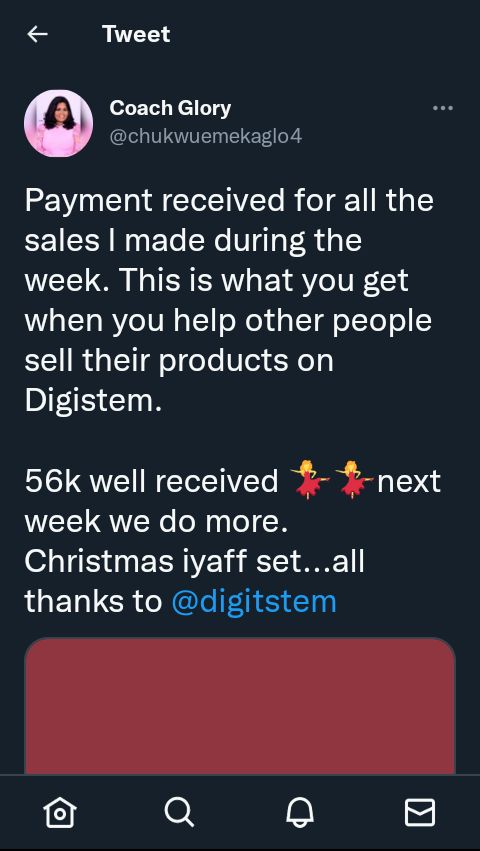 Tweet
Coach Glory
@chukwuemekaglo4
Payment received for all the
sales I made during the
week. This is what you get
when you help other people
sell their products on
Digistem.
56k well received 💃💃next
week we do more.
Christmas iyaff set...all
thanks to @digitstem